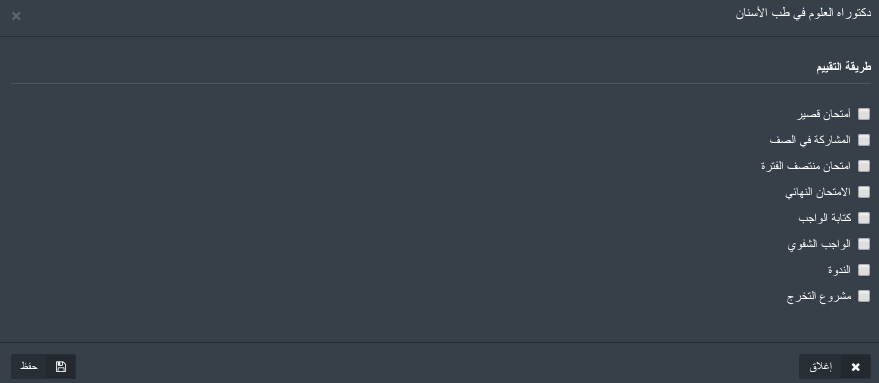 دكتوراه العلوم في طب الأسنان
طريقة التقييم
أمتحان قصير
المشاركة في الصف
امتحان منتصف الفترة
الامتحان النهائي
كتابة الواجب
الواجب الشفوي
الندوة
مشروع التخرج
إغلاق
حفظ